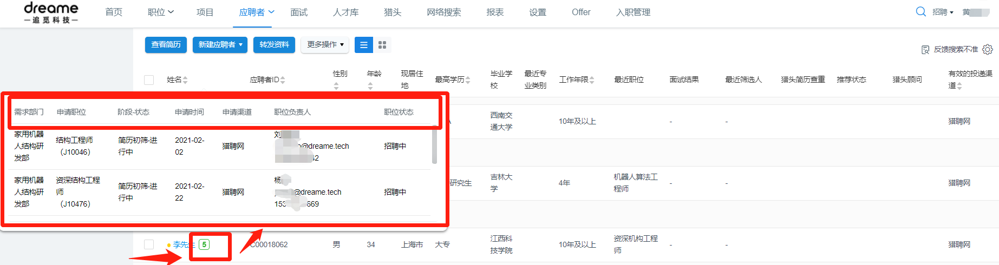 dreame
追觅科技
首页 职位 项目 应聘者 面试 人才库 猎头 网络搜索 报表 设置 Offer 入职管理
招聘 黄
查看简历 新建应聘者 转发资料 更多操作
反馈搜索不准
姓名 应聘者ID 性别 年龄 现居住地 最高学历 毕业学校 最近专业类别 工作年限 最近职位 面试结果 最近筛选人 猎头简历查重 推荐状态 猎头顾问 有效的投递渠道
需求部门 申请职位 阶段-状态 申请时间 申请渠道 职位负责人 职位状态
西南交通大学 10年及以上 - - 猎聘网
家用机器人结构研发部 结构工程师（J10046） 简历初筛-进行中 2021-02-02 猎聘网 刘 @dreame.tech 42 招聘中
家用机器人结构研发部 资深结构工程师（J10476） 简历初筛-进行中 2021-02-22 猎聘网 杨 @dreame.tech 153 669 招聘中
研究生 吉林大学 4年 机器人算法工程师 - - 猎聘网
李先生 5 C00018062 男 34 上海市 大专 江西科技学院 10年及以上 资深机构工程师 - - 猎聘网